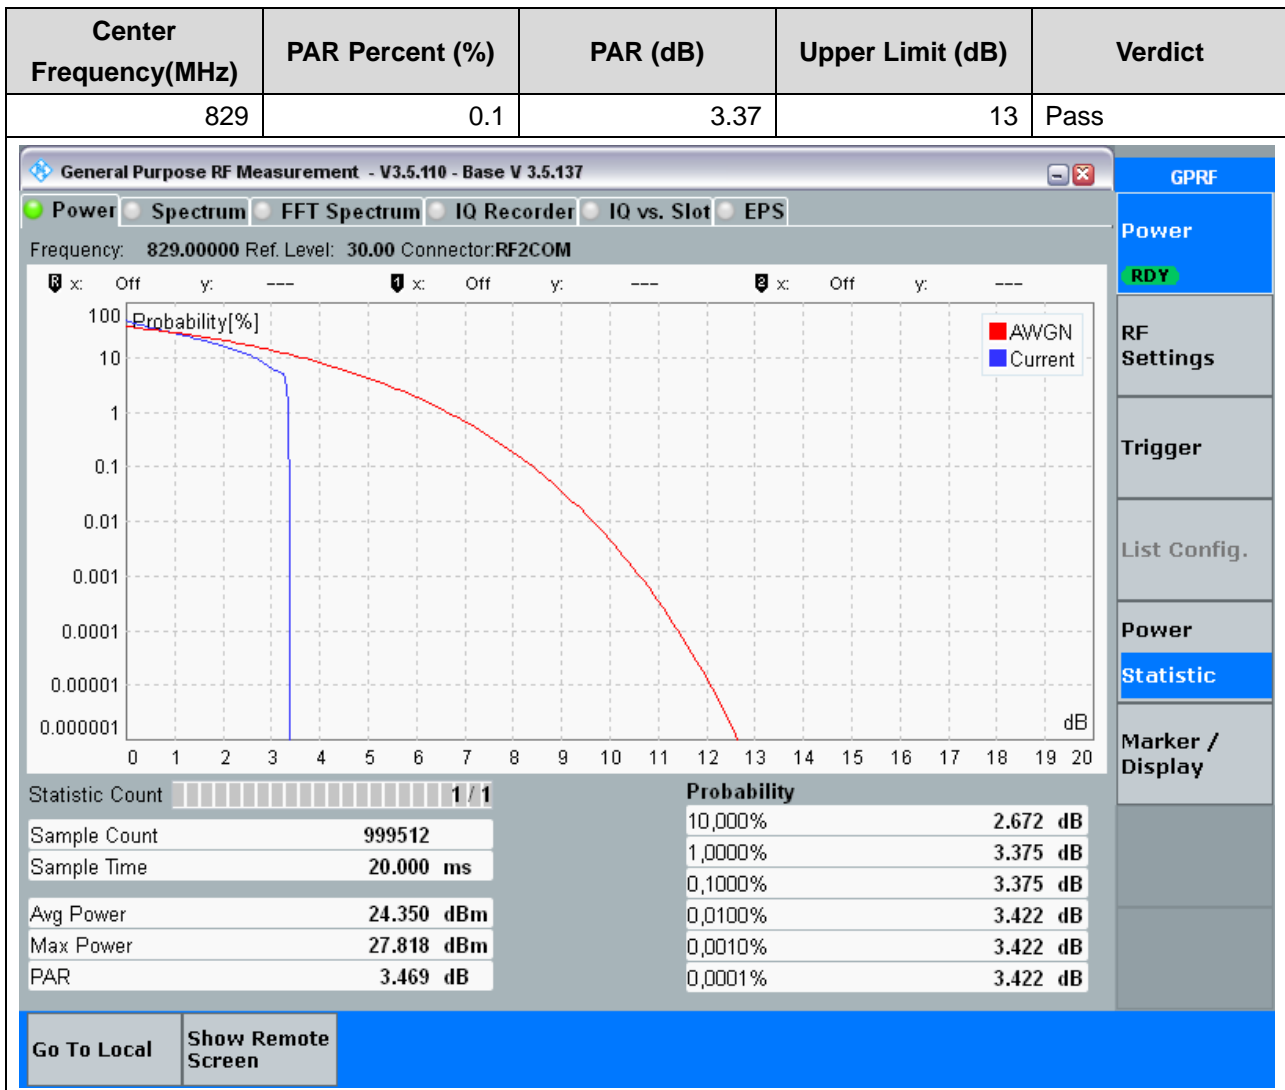 Center Frequency(MHz) PAR Percent (%) PAR (dB) Upper Limit (dB) Verdict
829 0.1 3.37 13 Pass
General Purpose RF Measurement - V3.5.110 - Base V 3.5.137
GPRF
Power Spectrum FFT Spectrum IQ Recorder IQ vs. Slot EPS
Frequency: 829.00000 Ref. Level: 30.00 Connector:RF2COM
R x: Off y: --- 1 x: Off y: --- 2 x: Off y: ---
Probability[%]
AWGN
Current
100
10
1
0.1
0.01
0.001
0.0001
0.00001
0.000001
dB
0 1 2 3 4 5 6 7 8 9 10 11 12 13 14 15 16 17 18 19 20
Statistic Count 1 / 1
Sample Count 999512
Sample Time 20.000 ms
Avg Power 24.350 dBm
Max Power 27.818 dBm
PAR 3.469 dB
Probability
10,000% 2.672 dB
1,0000% 3.375 dB
0,1000% 3.375 dB
0,0100% 3.422 dB
0,0010% 3.422 dB
0,0001% 3.422 dB
Power
RDY
RF
Settings
Trigger
List Config.
Power
Statistic
Marker /
Display
Go To Local
Show Remote
Screen